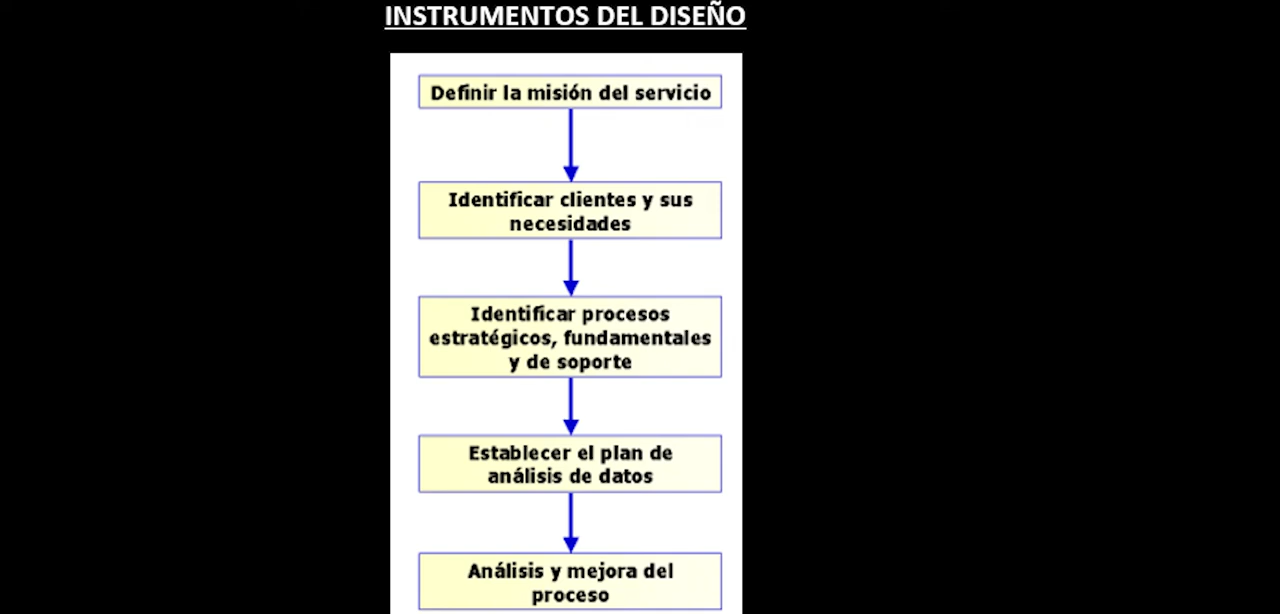 INSTRUMENTOS DEL DISEÑO
Definir la misión del servicio
Identificar clientes y sus
necesidades
Identificar procesos
estratégicos, fundamentales
y de soporte
Establecer el plan de
análisis de datos
Análisis y mejora del
proceso